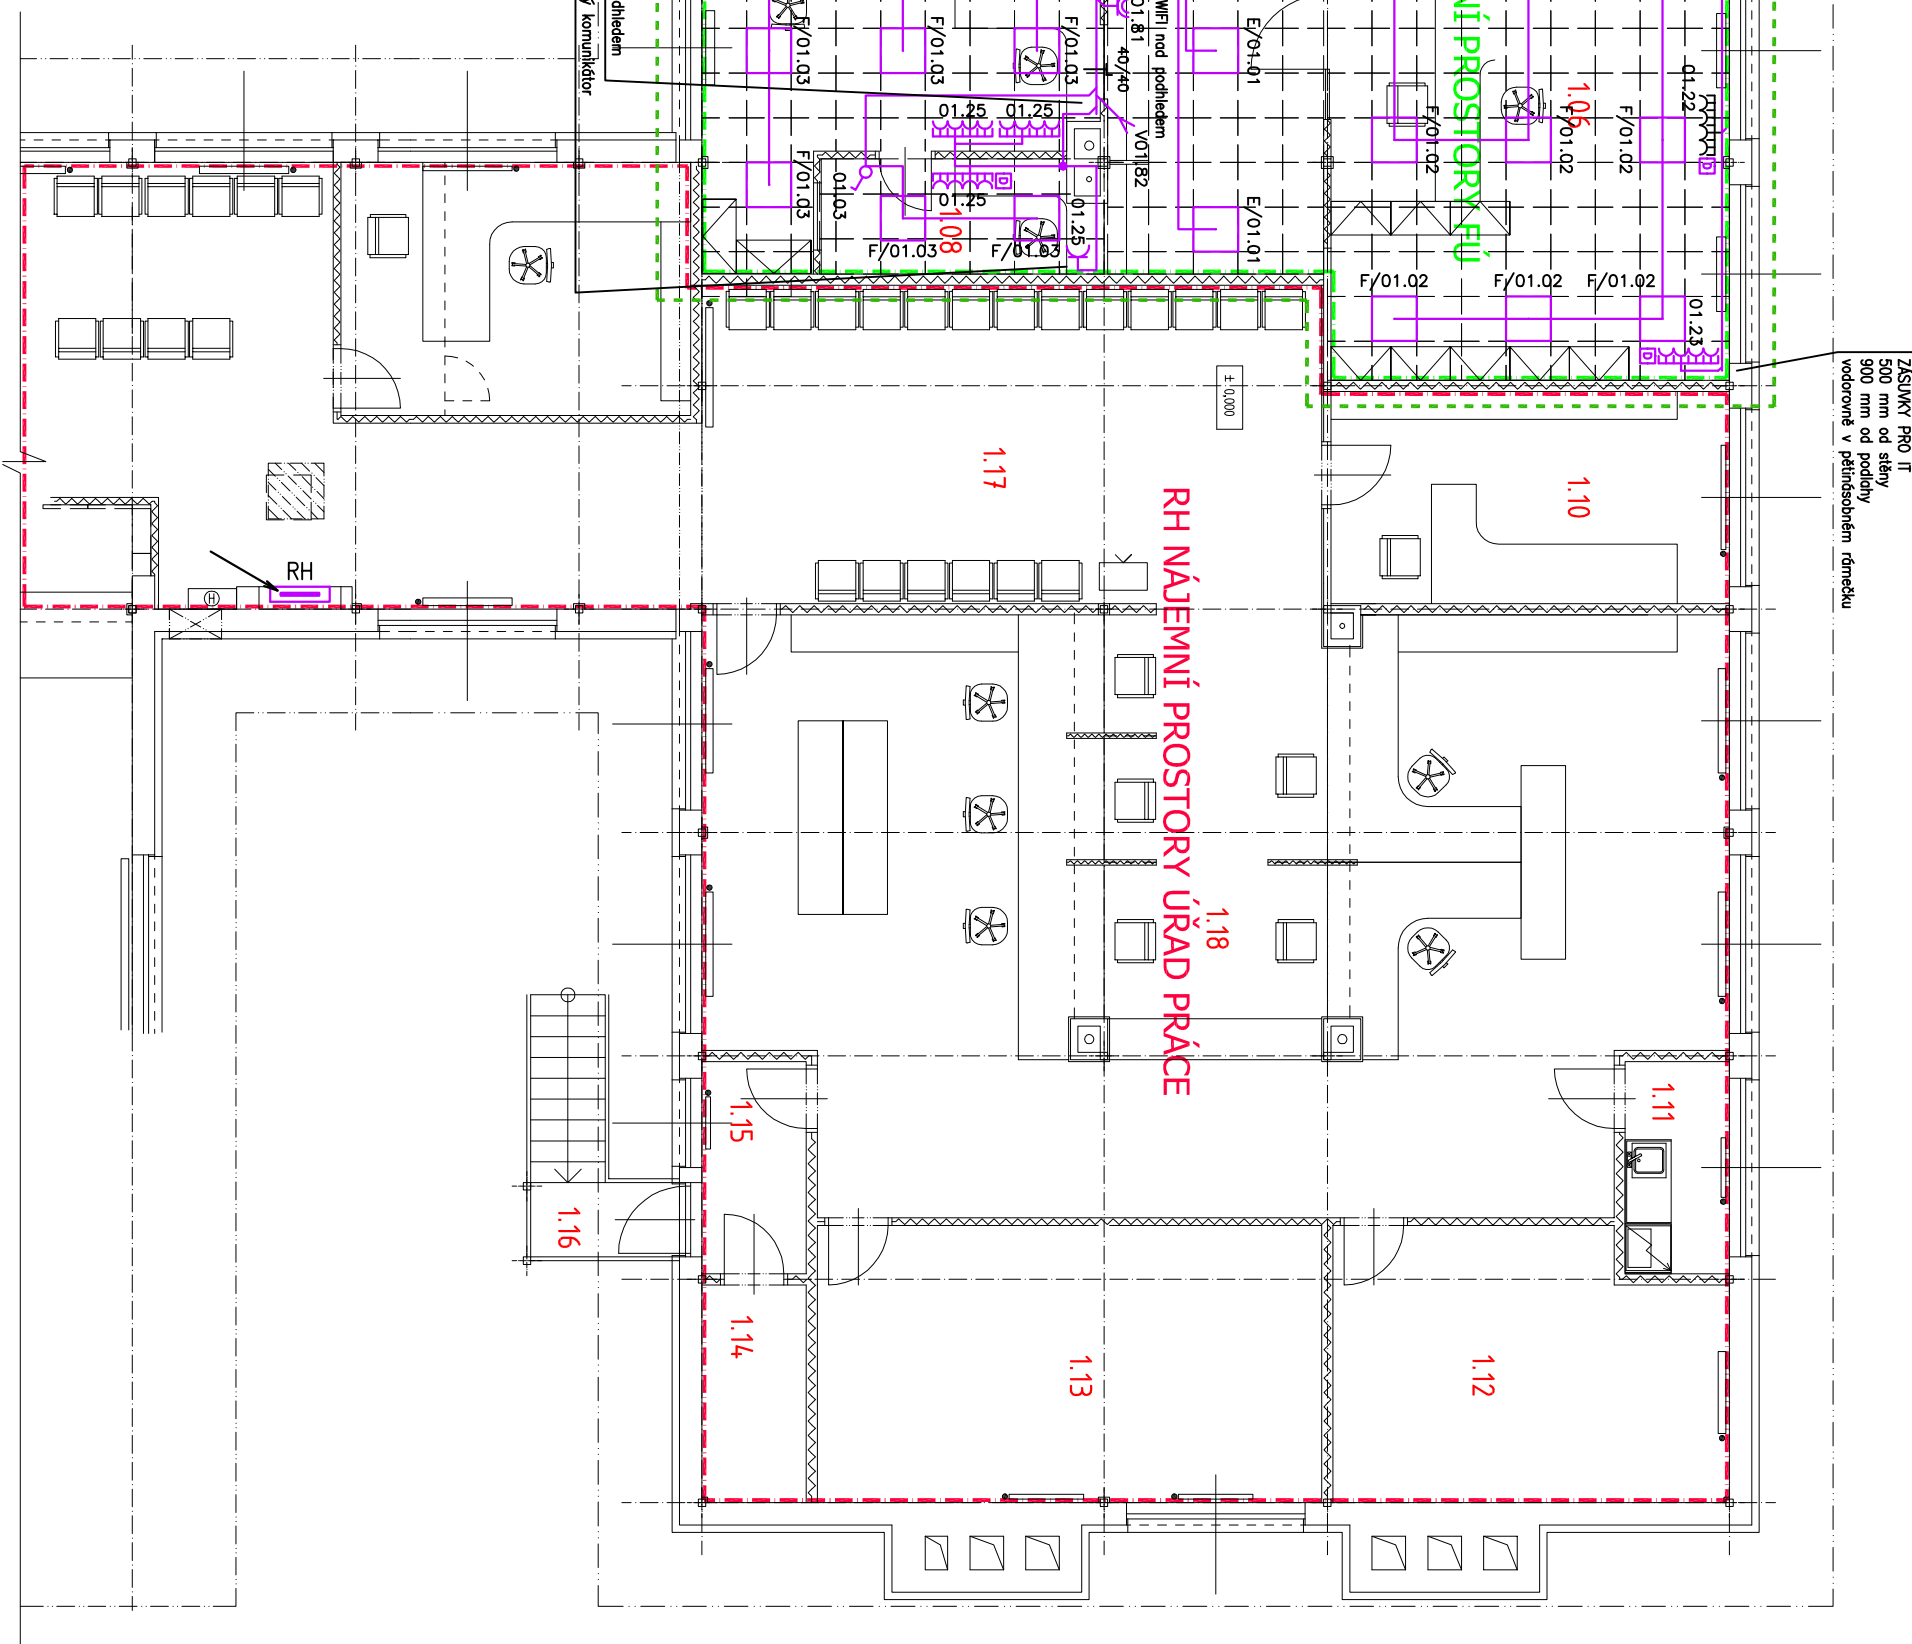 F/01.03
F/01.03
F/01.03
01.81
40/40
WIFI nad podhledem
E/01.01
NÍ PROSTORY FÚ
1.06
01.22
F/01.02
F/01.02
F/01.02
dhledem
ý komunikátor
01.25
01.25
V01.82
F/01.03
01.03
01.25
1.08
01.25
E/01.01
F/01.03
F/01.03
F/01.02
F/01.02
F/01.02
01.23
D
D
D
ZÁSUVKY PRO IT
500 mm od stěny
900 mm od podlahy
vodorovně v pětinásobném rámečku
± 0,000
1.17
1.10
RH NÁJEMNÍ PROSTORY ÚŘAD PRÁCE
RH
H
1.18
1.15
1.11
1.16
1.14
1.13
1.12